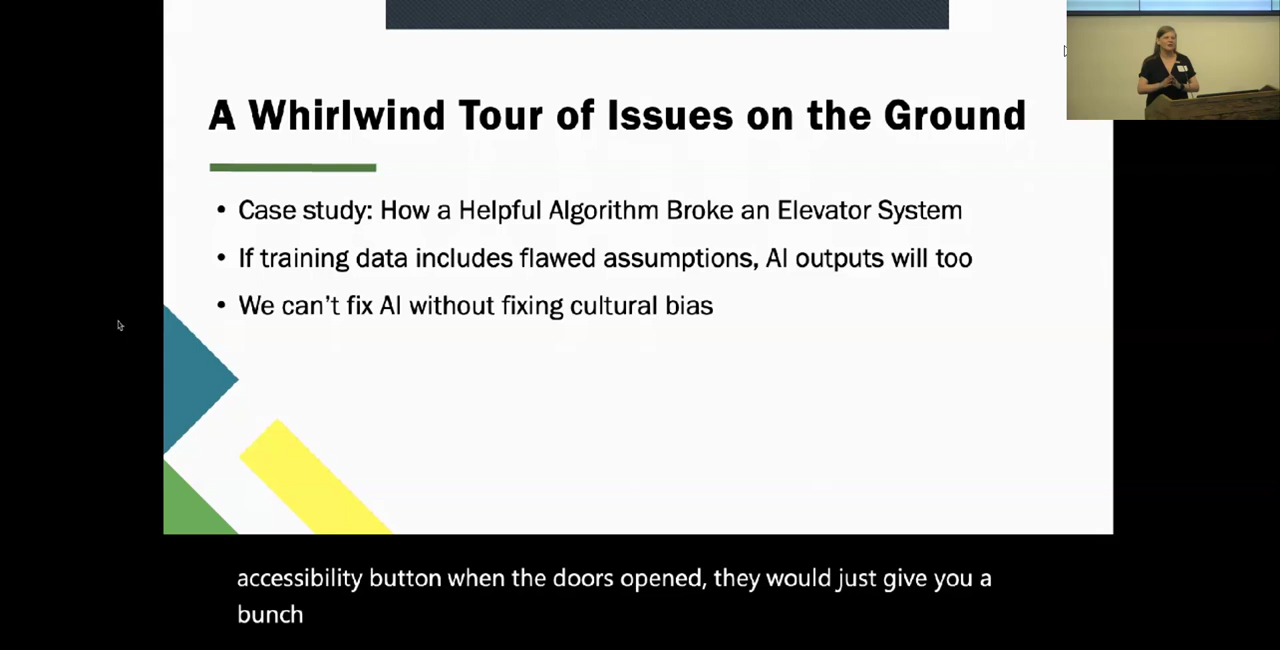 A Whirlwind Tour of Issues on the Ground
• Case study: How a Helpful Algorithm Broke an Elevator System
• If training data includes flawed assumptions, AI outputs will too
• We can't fix AI without fixing cultural bias
accessibility button when the doors opened, they would just give you a
bunch